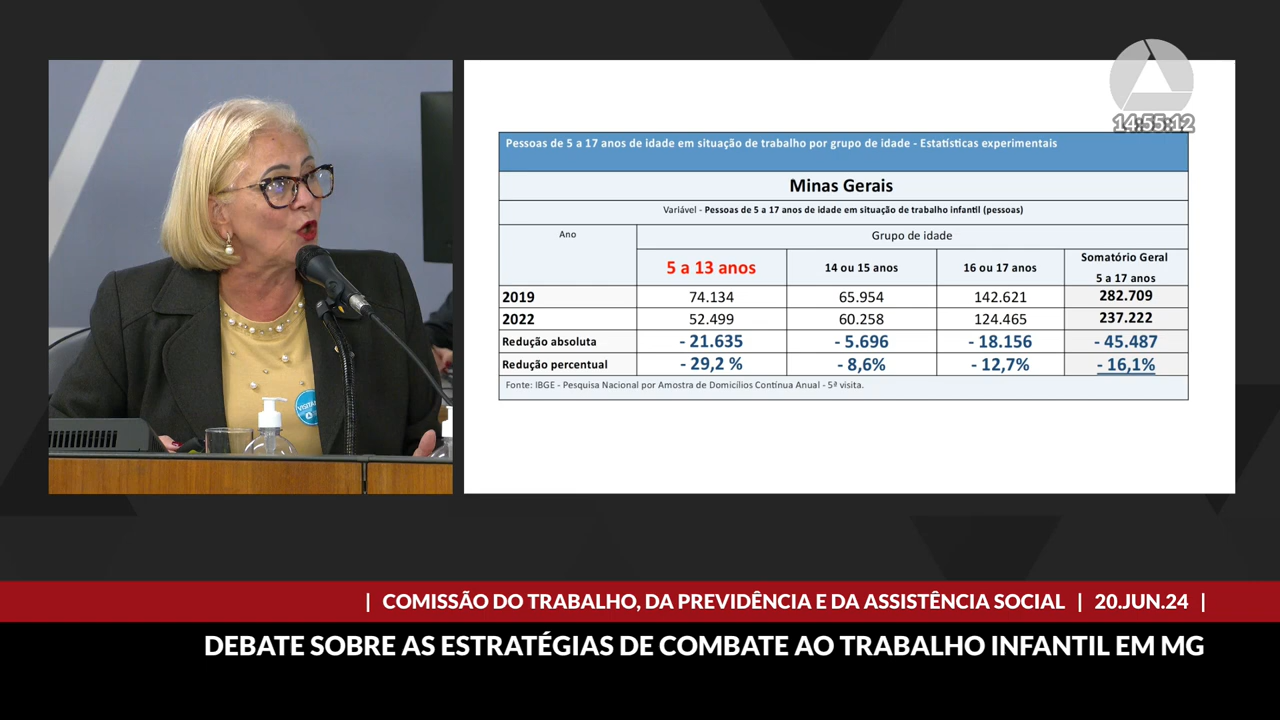 14:55:12
Pessoas de 5 a 17 anos de idade em situação de trabalho por grupo de idade - Estatísticas experimentais
Minas Gerais
Variável - Pessoas de 5 a 17 anos de idade em situação de trabalho infantil (pessoas)
Ano
Grupo de idade
5 a 13 anos
14 ou 15 anos
16 ou 17 anos
Somatório Geral
5 a 17 anos
2019 74.134 65.954 142.621 282.709
2022 52.499 60.258 124.465 237.222
Redução absoluta - 21.635 - 5.696 - 18.156 - 45.487
Redução percentual - 29,2 % - 8,6% - 12,7% - 16,1%
Fonte: IBGE - Pesquisa Nacional por Amostra de Domicílios Contínua Anual - 5ª visita.
| COMISSÃO DO TRABALHO, DA PREVIDÊNCIA E DA ASSISTÊNCIA SOCIAL | 20.JUN.24 |
DEBATE SOBRE AS ESTRATÉGIAS DE COMBATE AO TRABALHO INFANTIL EM MG